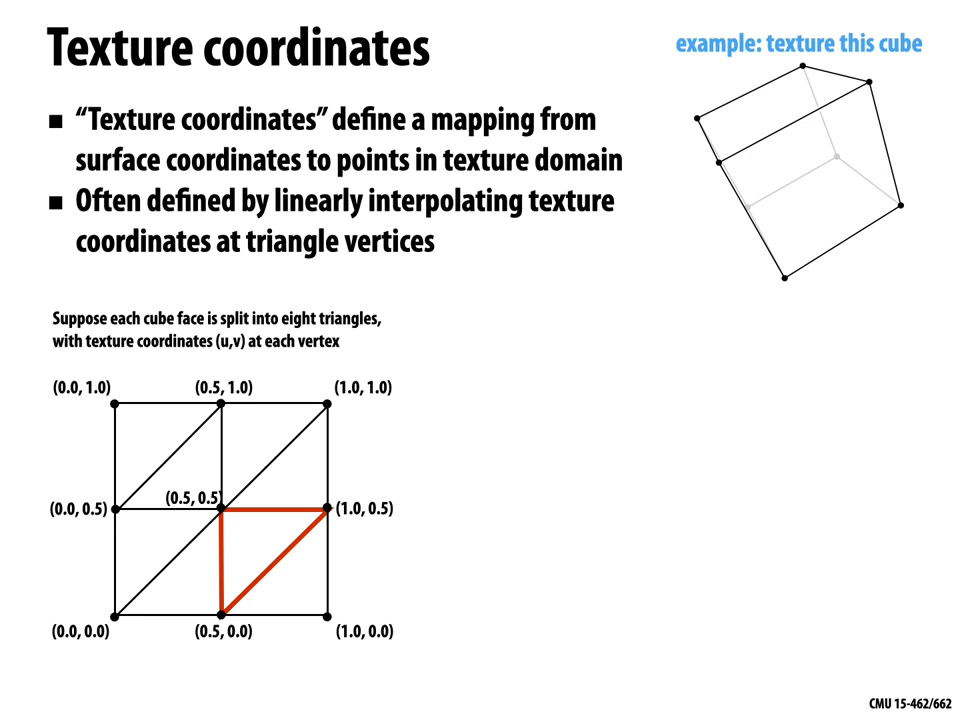 Texture coordinates
example: texture this cube
■ “Texture coordinates” define a mapping from
surface coordinates to points in texture domain
■ Often defined by linearly interpolating texture
coordinates at triangle vertices
Suppose each cube face is split into eight triangles,
with texture coordinates (u,v) at each vertex
(0.0, 1.0)
(0.5, 1.0)
(1.0, 1.0)
(0.0, 0.5)
(0.5, 0.5)
(1.0, 0.5)
(0.0, 0.0)
(0.5, 0.0)
(1.0, 0.0)
CMU 15-462/662